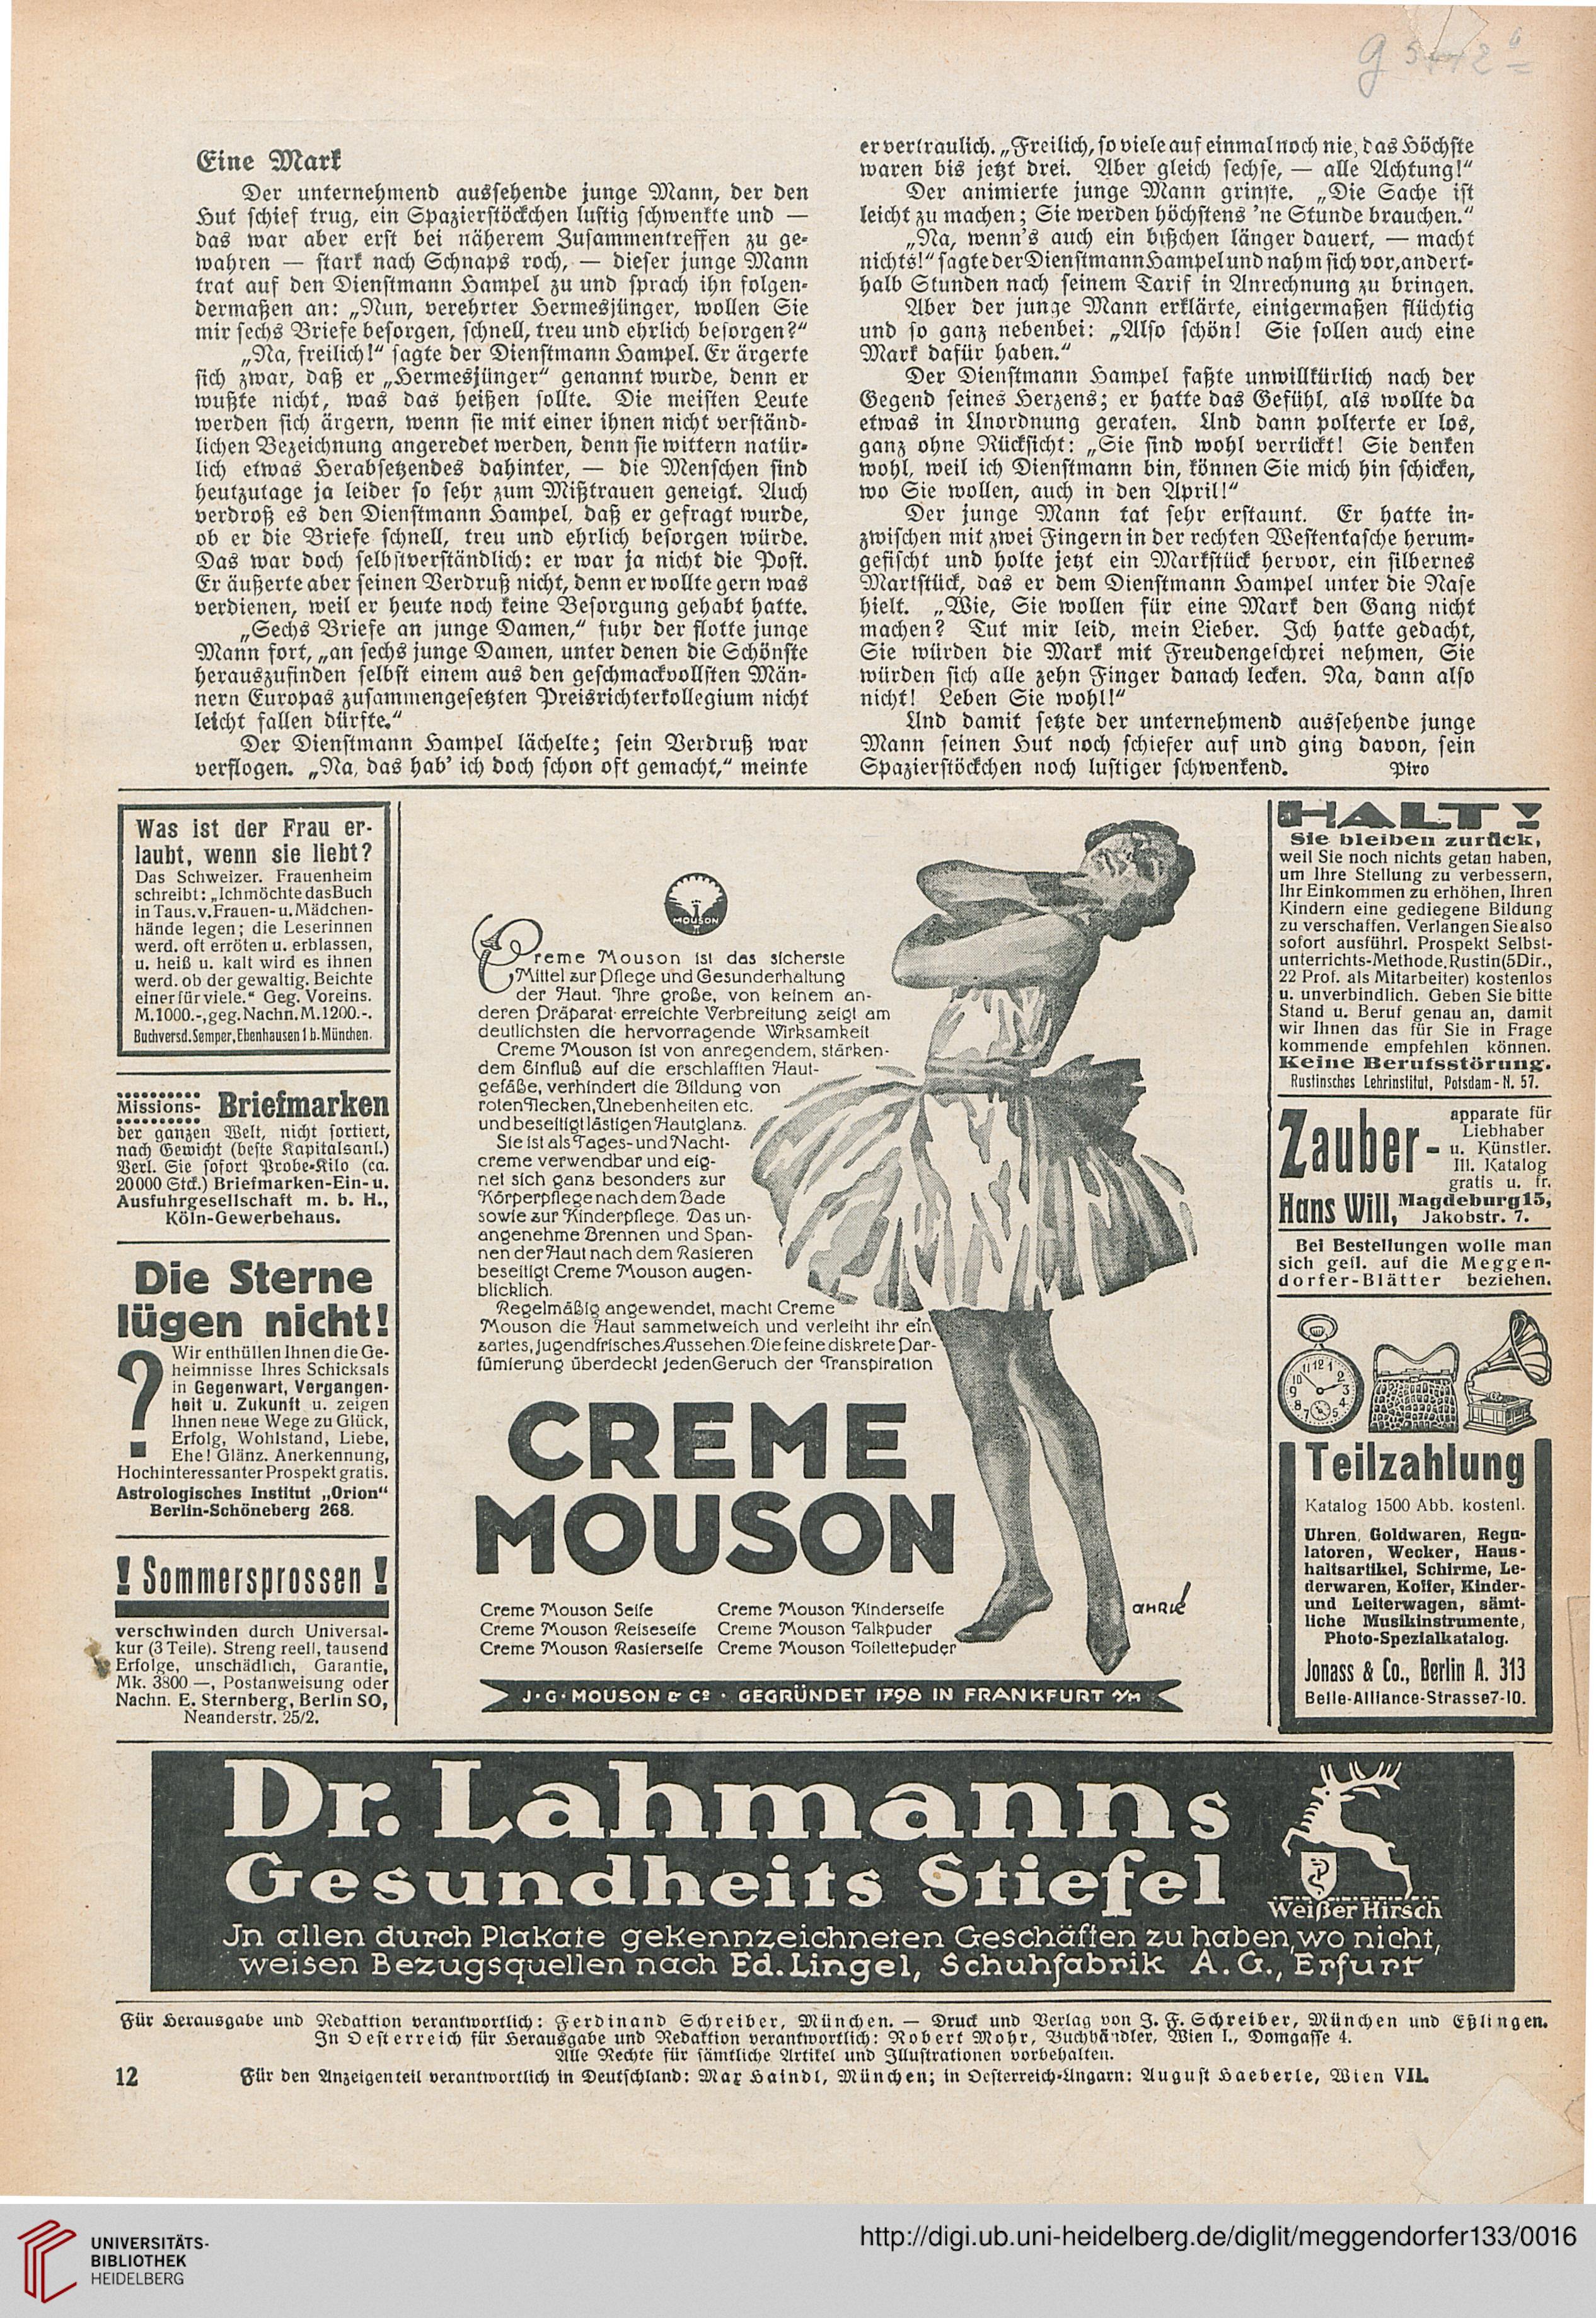 Eine Mark
Der unternehmend aussehende junge Mann, der den
Hut schief trug, ein Spazierstöckchen lustig schwenkte und —
das war aber erst bei näherem Zusammentreffen zu ge-
wahren — stark nach Schnaps roch, — dieser junge Mann
trat auf den Dienstmann Hampel zu und sprach ihn folgen-
dermaßen an: „Nun, verehrter Hermesjünger, wollen Sie
mir sechs Briefe besorgen, schnell, treu und ehrlich besorgen?“
„Na, freilich!“ sagte der Dienstmann Hampel. Er ärgerte
sich zwar, daß er „Hermesjünger“ genannt wurde, denn er
wußte nicht, was das heißen sollte. Die meisten Leute
werden sich ärgern, wenn sie mit einer ihnen nicht verständ-
lichen Bezeichnung angeredet werden, denn sie wittern natür-
lich etwas Herabsetzendes dahinter, — die Menschen sind
heutzutage ja leider so sehr zum Mißtrauen geneigt. Auch
verdroß es den Dienstmann Hampel, daß er gefragt wurde,
ob er die Briefe schnell, treu und ehrlich besorgen würde.
Das war doch selbstverständlich: er war ja nicht die Post.
Er äußerte aber seinen Verdruß nicht, denn er wollte gern was
verdienen, weil er heute noch keine Besorgung gehabt hatte.
„Sechs Briefe an junge Damen,“ fuhr der flotte junge
Mann fort, „an sechs junge Damen, unter denen die Schönste
herauszufinden selbst einem aus den geschmackvollsten Män-
nern Europas zusammengesetzten Preisrichterkollegium nicht
leicht fallen dürfte.“
Der Dienstmann Hampel lächelte; sein Verdruß war
verflogen. „Na, das hab' ich doch schon oft gemacht,“ meinte
er vertraulich. „Freilich, so viele auf einmal noch nie, das Höchste
waren bis jetzt drei. Aber gleich sechse, — alle Achtung!“
Der animierte junge Mann grinste. „Die Sache ist
leicht zu machen; Sie werden höchstens 'ne Stunde brauchen.“
„Na, wenn's auch ein bißchen länger dauert, — macht
nichts!“ sagte der Dienstmann Hampel und nahm sich vor, andert-
halb Stunden nach seinem Tarif in Anrechnung zu bringen.
Aber der junge Mann erklärte, einigermaßen flüchtig
und so ganz nebenbei: „Also schön! Sie sollen auch eine
Mark dafür haben.“
Der Dienstmann Hampel faßte unwillkürlich nach der
Gegend seines Herzens; er hatte das Gefühl, als wollte da
etwas in Unordnung geraten. Und dann polterte er los,
ganz ohne Rücksicht: „Sie sind wohl verrückt! Sie denken
wohl, weil ich Dienstmann bin, können Sie mich hin schicken,
wo Sie wollen, auch in den April!“
Der junge Mann tat sehr erstaunt. Er hatte in-
zwischen mit zwei Fingern in der rechten Westentasche herum-
gefischt und holte jetzt ein Markstück hervor, ein silbernes
Markstück, das er dem Dienstmann Hampel unter die Nase
hielt. „Wie, Sie wollen für eine Mark den Gang nicht
machen? Tut mir leid, mein Lieber. Ich hatte gedacht,
Sie würden die Mark mit Freudengeschrei nehmen, Sie
würden sich alle zehn Finger danach lecken. Na, dann also
nicht! Leben Sie wohl!“
Und damit setzte der unternehmend aussehende junge
Mann seinen Hut noch schiefer auf und ging davon, sein
Spazierstöckchen noch lustiger schwenkend. Piro
Was ist der Frau er-
laubt, wenn sie liebt?
Das Schweizer. Frauenheim
schreibt: „Ich möchte das Buch
in Taus. v. Frauen- u. Mädchen-
hände legen; die Leserinnen
werd. oft erröten u. erblassen,
u. heiß u. kalt wird es ihnen
werd. ob der gewaltig. Beichte
einer für viele.“ Geg. Voreins.
M. 1000.-, geg. Nachn. M. 1200.-.
Buchversd. Semper, Ebenhausen 1 b. München.
Missions- Briefmarken
der ganzen Welt, nicht sortiert,
nach Gewicht (beste Kapitalsanl.)
Verl. Sie sofort Probe-Kilo (ca.
20000 Stck.) Briefmarken-Ein- u.
Ausfuhrgesellschaft m. b. H.,
Köln-Gewerbehaus.
Die Sterne
lügen nicht!
?
Wir enthüllen Ihnen die Ge-
heimnisse Ihres Schicksals
in Gegenwart, Vergangen-
heit u. Zukunft u. zeigen
Ihnen neue Wege zu Glück,
Erfolg, Wohlstand, Liebe,
Ehe! Glänz. Anerkennung,
Hochinteressanter Prospekt gratis.
Astrologisches Institut „Orion“
Berlin-Schöneberg 268.
! Sommersprossen !
verschwinden durch Universal-
kur (3 Teile). Streng reell, tausend
Erfolge, unschädlich, Garantie,
Mk. 3800 —, Postanweisung oder
Nachn. E. Sternberg, Berlin SO,
Neanderstr. 25/2.
MOUSON
Creme Mouson ist das sicherste
Mittel zur Pflege und Gesunderhaltung
der Haut. Ihre große, von keinem an-
deren Präparat erreichte Verbreitung zeigt am
deutlichsten die hervorragende Wirksamkeit
Creme Mouson ist von anregendem, stärken-
dem Einfluß auf die erschlafften Haut-
gefäße, verhindert die Bildung von
roten Flecken, Unebenheiten etc.
und beseitigt lästigen Hautglanz.
Sie ist als Tages- und Nacht-
creme verwendbar und eig-
net sich ganz besonders zur
Körperpflege nach dem Bade
sowie zur Kinderpflege. Das un-
angenehme Brennen und Span-
nen der Haut nach dem Rasieren
beseitigt Creme Mouson augen-
blicklich.
Regelmäßig angewendet, macht Creme
Mouson die Haut sammetweich und verleiht ihr ein
zartes, jugendfrisches Aussehen. Die feine diskrete Par-
fümierung überdeckt jeden Geruch der Transpiration
CREME
MOUSON
Creme Mouson Seife
Creme Mouson Reiseseife
Creme Mouson Rasierseife
Creme Mouson Kinderseife
Creme Mouson Talkpuder
Creme Mouson Toilettepuder
J·G·MOUSON & Co · GEGRÜNDET 1798 IN FRANKFURT a/M
HALT!
Sie bleiben zurück,
weil Sie noch nichts getan haben,
um Ihre Stellung zu verbessern,
Ihr Einkommen zu erhöhen, Ihren
Kindern eine gediegene Bildung
zu verschaffen. Verlangen Sie also
sofort ausführl. Prospekt Selbst-
unterrichts-Methode Rustin (5 Dir.,
22 Prof. als Mitarbeiter) kostenlos
u. unverbindlich. Geben Sie bitte
Stand u. Beruf genau an, damit
wir Ihnen das für Sie in Frage
kommende empfehlen können.
Keine Berufsstörung.
Rustinsches Lehrinstitut, Potsdam-N. 57.
Zauber-
apparate für
Liebhaber
u. Künstler.
Ill. Katalog
gratis u. fr.
Hans Will, Magdeburg 15,
Jakobstr. 7.
Bei Bestellungen wolle man
sich gefl. auf die Meggen-
dorfer-Blätter beziehen.
Teilzahlung
Katalog 1500 Abb. kostenl.
Uhren, Goldwaren, Regu-
latoren, Wecker, Haus-
haltsartikel, Schirme, Le-
derwaren, Koffer, Kinder-
und Leiterwagen, sämt-
liche Musikinstrumente,
Photo-Spezialkatalog.
Jonass & Co., Berlin A. 313
Belle-Alliance-Strasse 7-10.
Dr. Lahmanns
Gesundheits Stiefel
Weißer Hirsch
In allen durch Plakate gekennzeichneten Geschäften zu haben, wo nicht,
weisen Bezugsquellen nach Ed. Lingel, Schuhfabrik A. G., Erfurt
Für Herausgabe und Redaktion verantwortlich: Ferdinand Schreiber, München. — Druck und Verlag von J. F. Schreiber, München und Eßlingen.
In Oesterreich für Herausgabe und Redaktion verantwortlich: Robert Mohr, Buchhändler, Wien I., Domgasse 4.
Alle Rechte für sämtliche Artikel und Illustrationen vorbehalten.
12 Für den Anzeigenteil verantwortlich in Deutschland: Max Haindl, München; in Oesterreich-Ungarn: August Haeberle, Wien VII.
UNIVERSITÄTS-
BIBLIOTHEK
HEIDELBERG
http://digi.ub.uni-heidelberg.de/diglit/meggendorfer133/0016